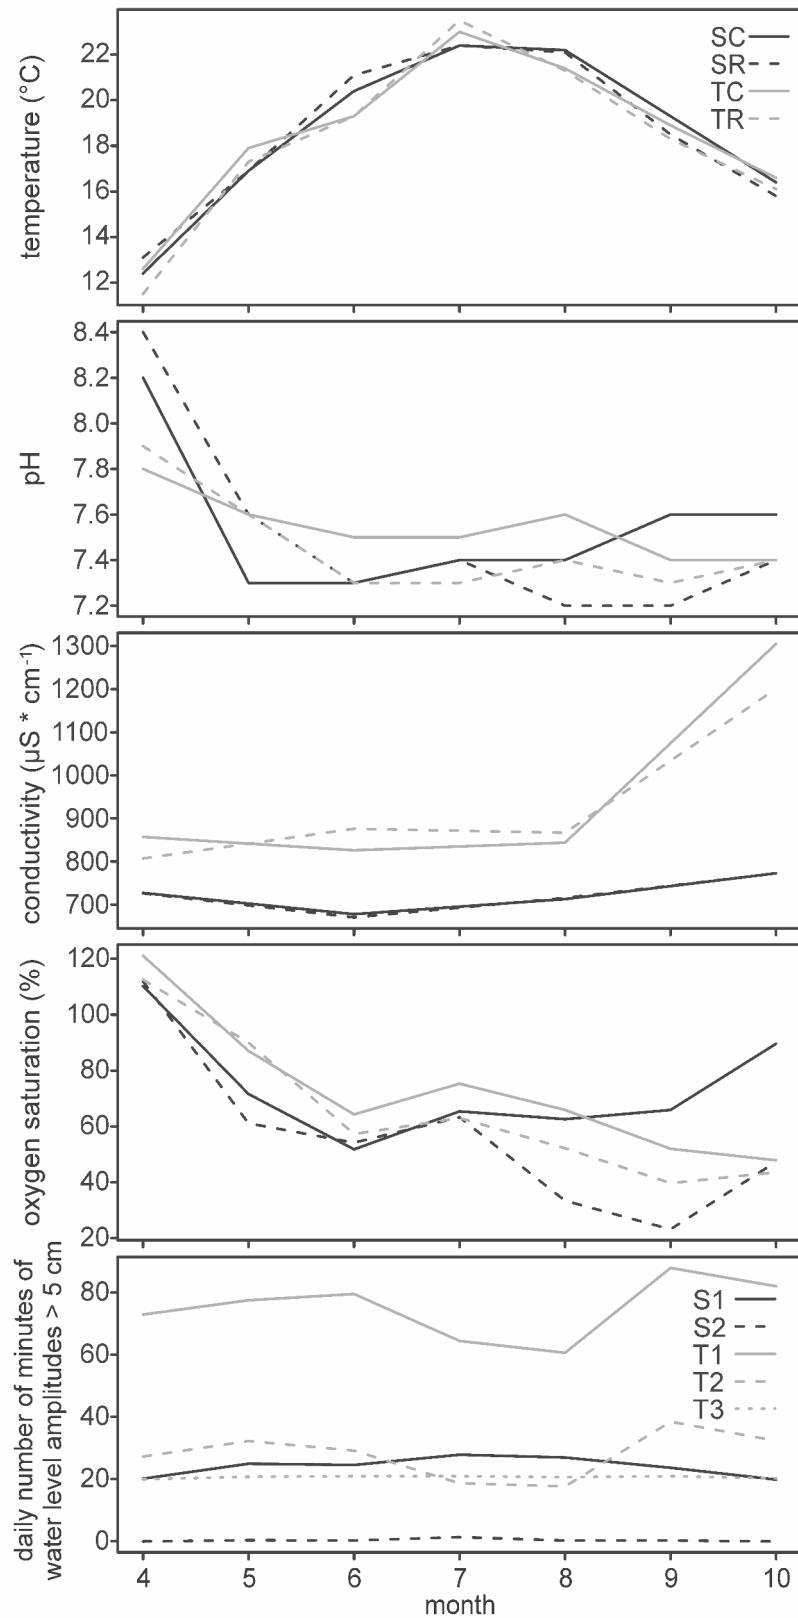 temperature (°C)
22
20
18
16
14
12
SC
SR
TC
TR
pH
8.4
8.2
8.0
7.8
7.6
7.4
7.2
conductivity (µS * cm⁻¹)
1300
1200
1100
1000
900
800
700
oxygen saturation (%)
120
100
80
60
40
20
daily number of minutes of
water level amplitudes > 5 cm
80
60
40
20
0
S1
S2
T1
T2
T3
4 5 6 7 8 9 10
month